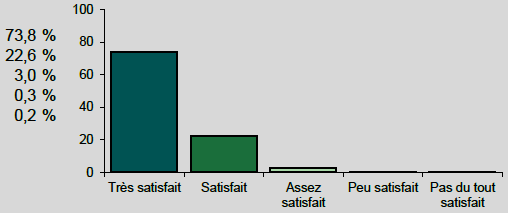 73,8 %
22,6 %
3,0 %
0,3 %
0,2 %
100
80
60
40
20
0
Très satisfait
Satisfait
Assez
satisfait
Peu satisfait
Pas du tout
satisfait